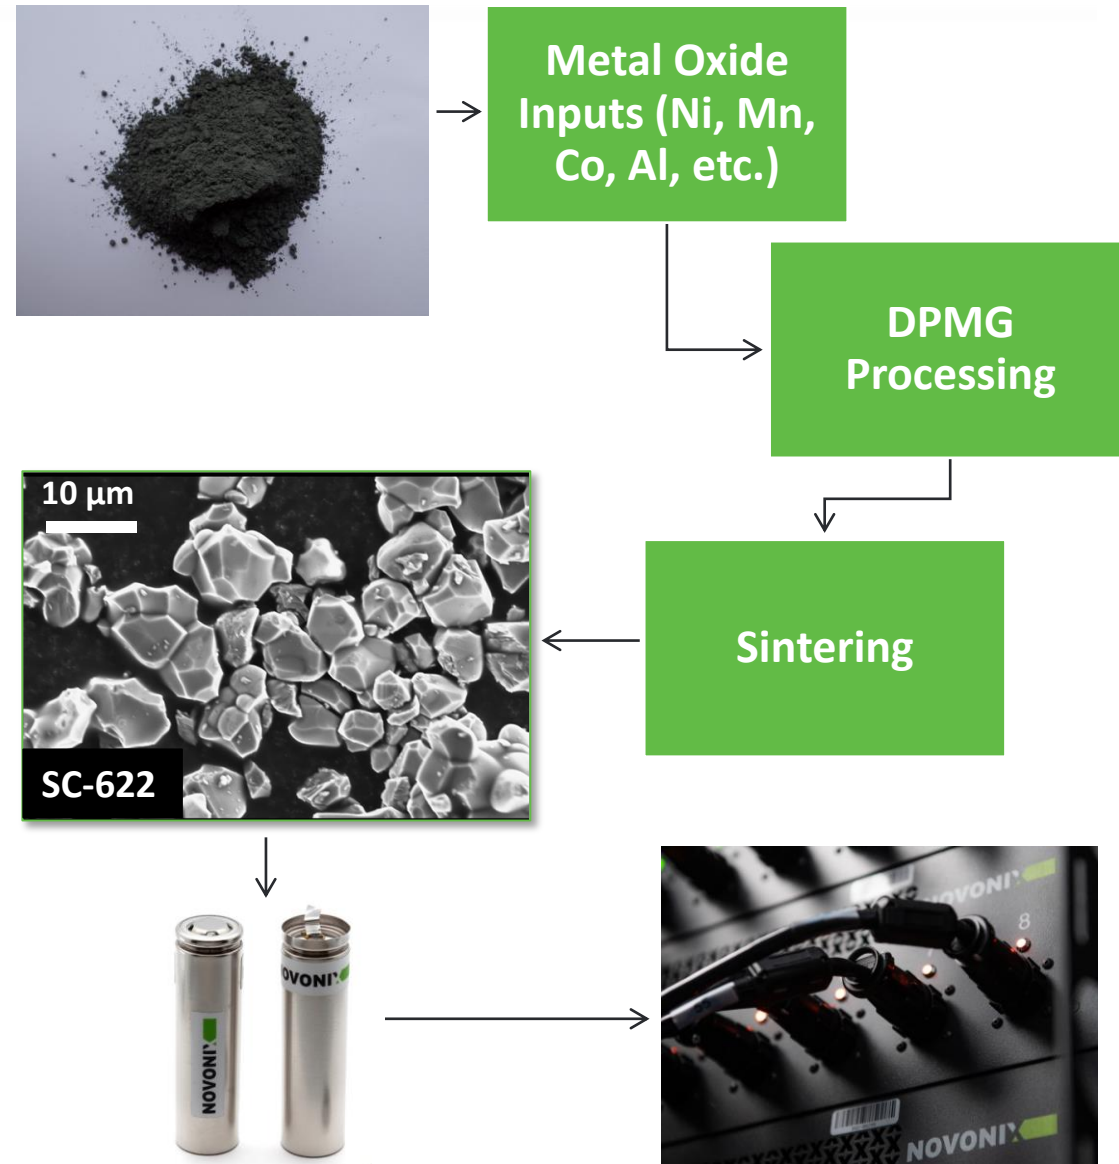 Metal Oxide
Inputs (Ni, Mn,
Co, Al, etc.)
DPMG
Processing
10 µm
Sintering
SC-622
NOVONIX
OVONIX
NOVONIX
8
NOVONIX